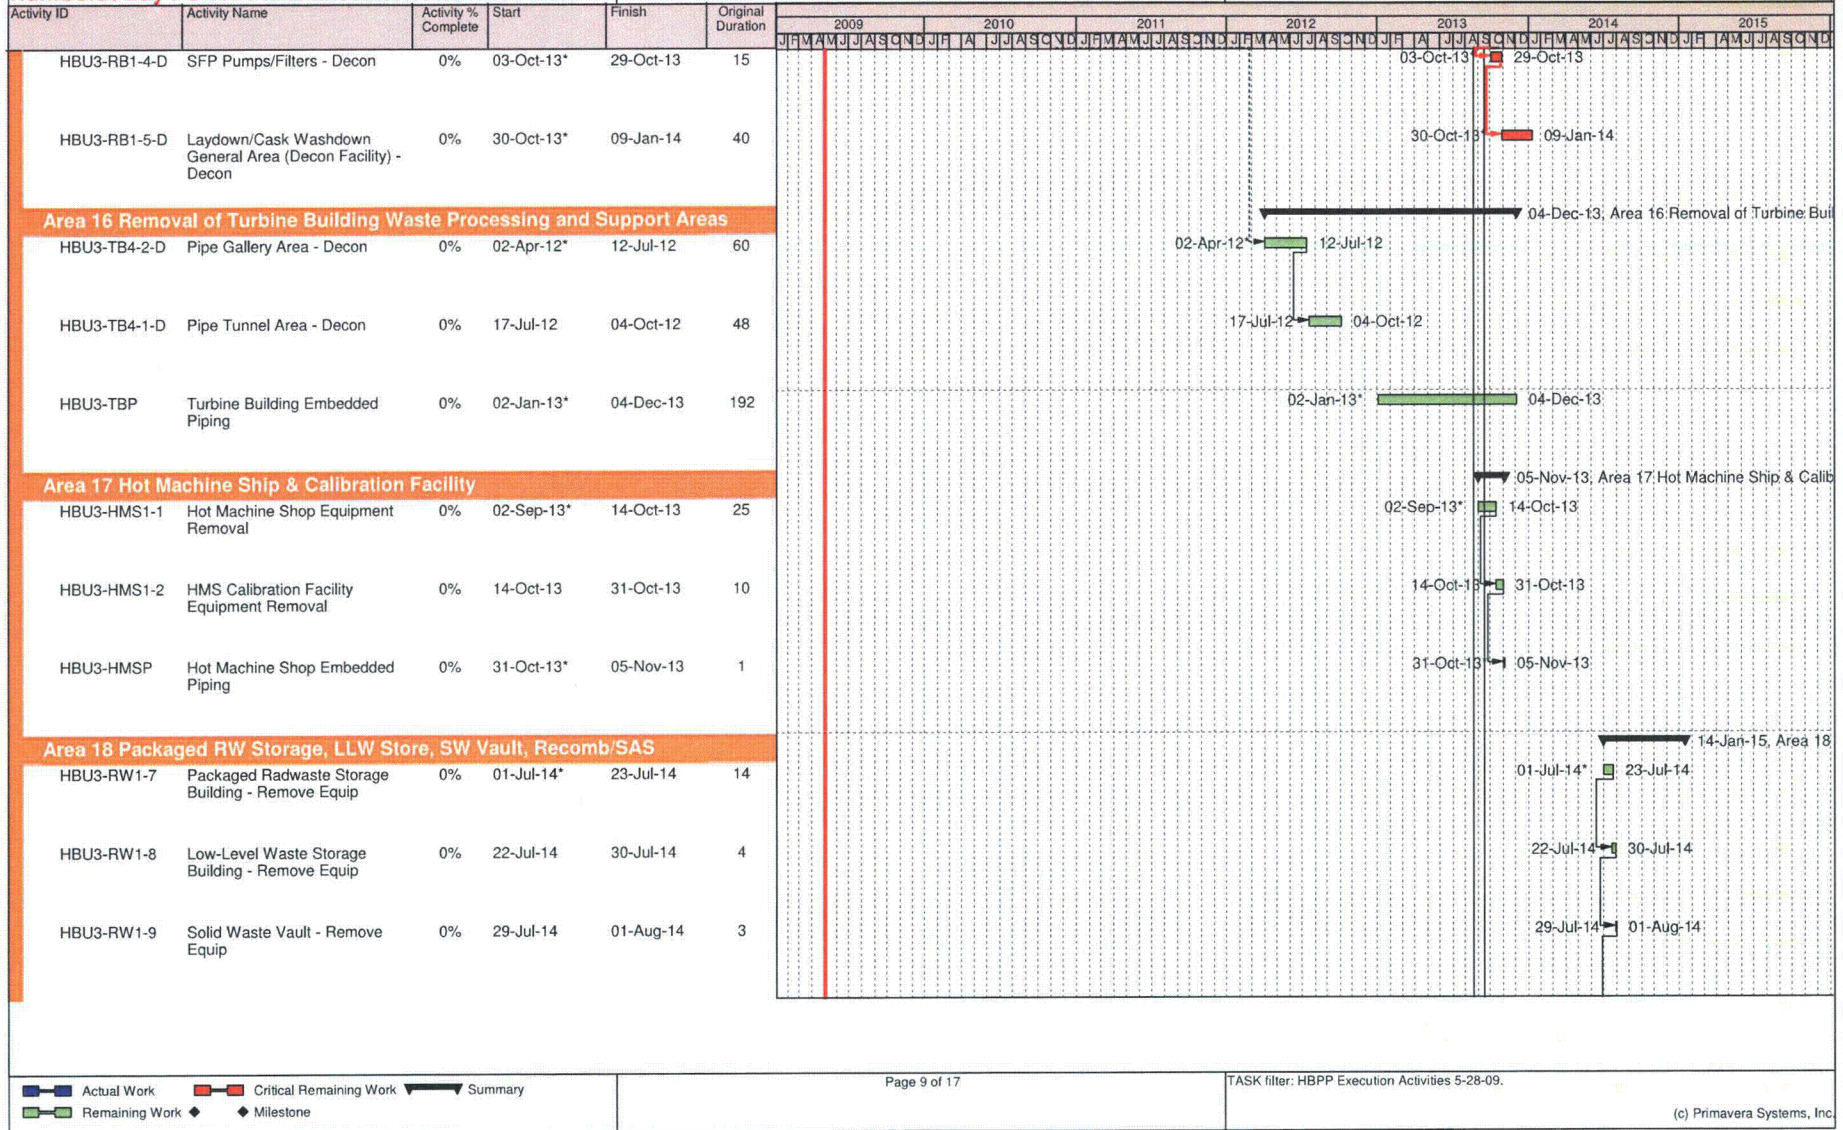 Activity ID Activity Name Activity % Complete Start Finish Original Duration
2009 2010 2011 2012 2013 2014 2015
HBU3-RB1-4-D SFP Pumps/Filters - Decon 0% 03-Oct-13* 29-Oct-13 15
03-Oct-13 29-Oct-13
HBU3-RB1-5-D Laydown/Cask Washdown 0% 30-Oct-13* 09-Jan-14 40
General Area (Decon Facility) -
Decon
30-Oct-13* 09-Jan-14
Area 16 Removal of Turbine Building Waste Processing and Support Areas
04-Dec-13, Area 16 Removal of Turbine Buil
HBU3-TB4-2-D Pipe Gallery Area - Decon 0% 02-Apr-12* 12-Jul-12 60
02-Apr-12* 12-Jul-12
HBU3-TB4-1-D Pipe Tunnel Area - Decon 0% 17-Jul-12 04-Oct-12 48
17-Jul-12 04-Oct-12
HBU3-TBP Turbine Building Embedded 0% 02-Jan-13* 04-Dec-13 192
Piping
02-Jan-13* 04-Dec-13
Area 17 Hot Machine Ship & Calibration Facility
05-Nov-13, Area 17 Hot Machine Ship & Calib
HBU3-HMS1-1 Hot Machine Shop Equipment 0% 02-Sep-13* 14-Oct-13 25
Removal
02-Sep-13* 14-Oct-13
HBU3-HMS1-2 HMS Calibration Facility 0% 14-Oct-13 31-Oct-13 10
Equipment Removal
14-Oct-13 31-Oct-13
HBU3-HMSP Hot Machine Shop Embedded 0% 31-Oct-13* 05-Nov-13 1
Piping
31-Oct-13 05-Nov-13
Area 18 Packaged RW Storage, LLW Store, SW Vault, Recomb/SAS
14-Jan-15, Area 18
HBU3-RW1-7 Packaged Radwaste Storage 0% 01-Jul-14* 23-Jul-14 14
Building - Remove Equip
01-Jul-14* 23-Jul-14
HBU3-RW1-8 Low-Level Waste Storage 0% 22-Jul-14 30-Jul-14 4
Building - Remove Equip
22-Jul-14 30-Jul-14
HBU3-RW1-9 Solid Waste Vault - Remove 0% 29-Jul-14 01-Aug-14 3
Equip
29-Jul-14 01-Aug-14
Actual Work Critical Remaining Work Summary
Remaining Work Milestone
Page 9 of 17
TASK filter: HBPP Execution Activities 5-28-09.
(c) Primavera Systems, Inc.